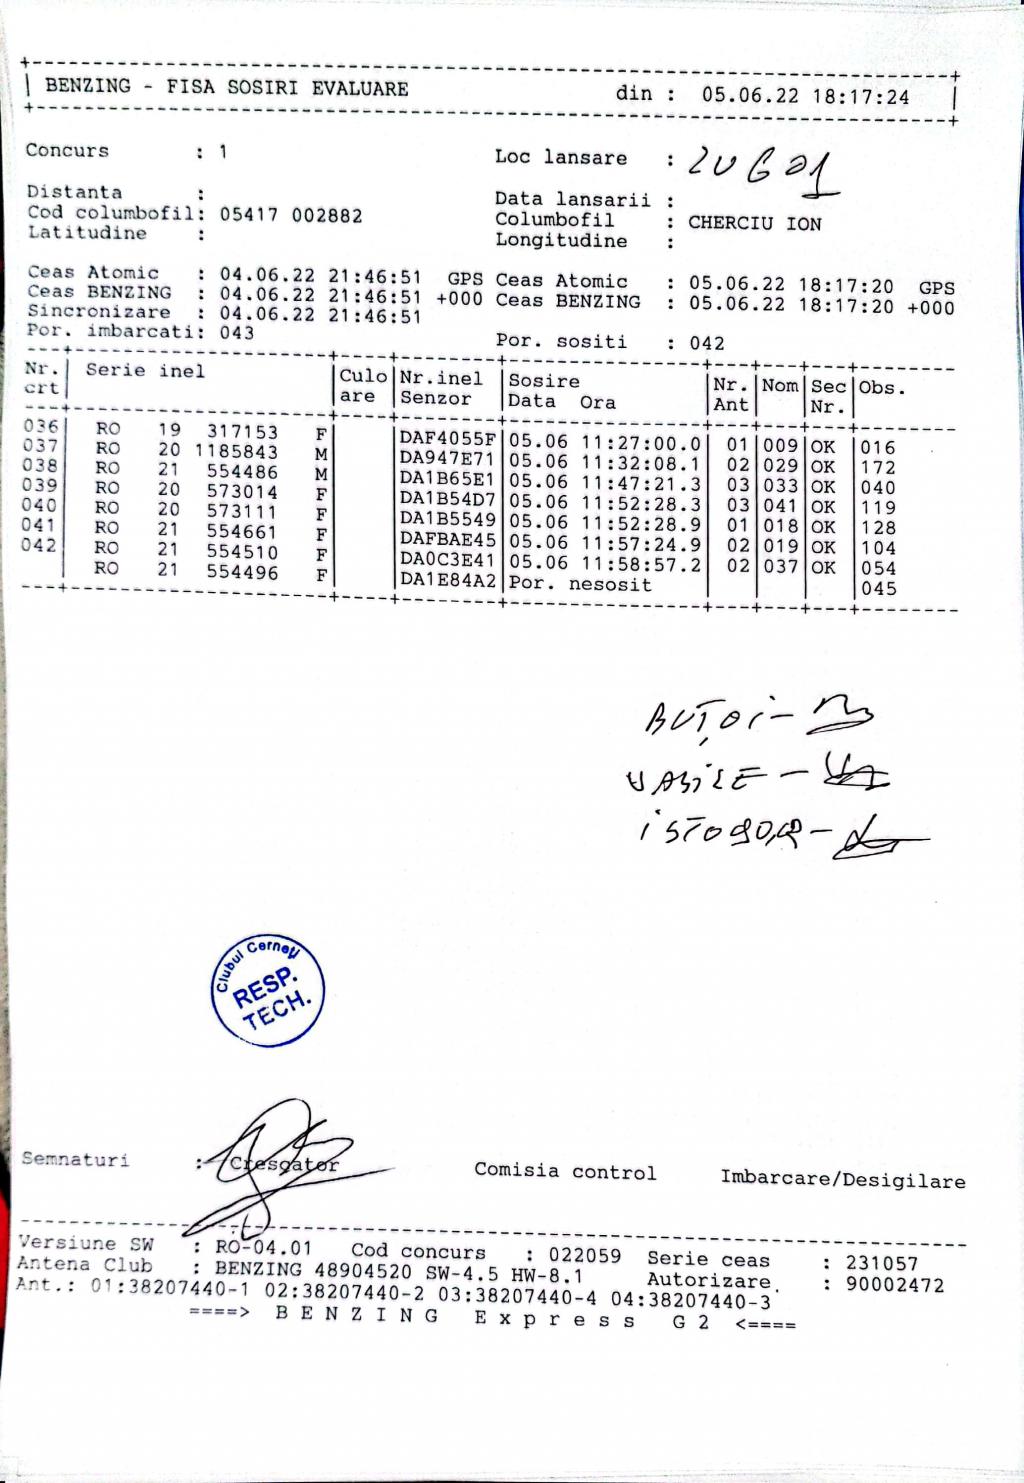 BENZING - FISA SOSIRI EVALUARE din : 05.06.22 18:17:24
Concurs : 1 Loc lansare : LUGOJ
Distanta : Data lansarii :
Cod columbofil: 05417 002882 Columbofil : CHERCIU ION
Latitudine : Longitudine :
Ceas Atomic : 04.06.22 21:46:51 GPS Ceas Atomic : 05.06.22 18:17:20 GPS
Ceas BENZING : 04.06.22 21:46:51 +000 Ceas BENZING : 05.06.22 18:17:20 +000
Sincronizare : 04.06.22 21:46:51
Por. imbarcati: 043 Por. sositi : 042
Nr. Serie inel Culo Nr.inel Sosire Nr. Nom Sec Obs.
crt are Senzor Data Ora Ant Nr.
036 RO 19 317153 F DAF4055F 05.06 11:27:00.0 01 009 OK 016
037 RO 20 1185843 M DA947E71 05.06 11:32:08.1 02 029 OK 172
038 RO 21 554486 M DA1B65E1 05.06 11:47:21.3 03 033 OK 040
039 RO 20 573014 F DA1B54D7 05.06 11:52:28.3 03 041 OK 119
040 RO 20 573111 F DA1B5549 05.06 11:52:28.9 01 018 OK 128
041 RO 21 554661 F DAFBAE45 05.06 11:57:24.9 02 019 OK 104
042 RO 21 554510 F DA0C3E41 05.06 11:58:57.2 02 037 OK 054
RO 21 554496 F DA1E84A2 Por. nesosit 045
BUȚOI -
VASILE -
Clubul Cerneți
RESP.
TECH.
Semnaturi : Crescator Comisia control Imbarcare/Desigilare
Versiune SW : RO-04.01 Cod concurs : 022059 Serie ceas : 231057
Antena Club : BENZING 48904520 SW-4.5 HW-8.1 Autorizare : 90002472
Ant.: 01:38207440-1 02:38207440-2 03:38207440-4 04:38207440-3
====> B E N Z I N G E x p r e s s G 2 <====